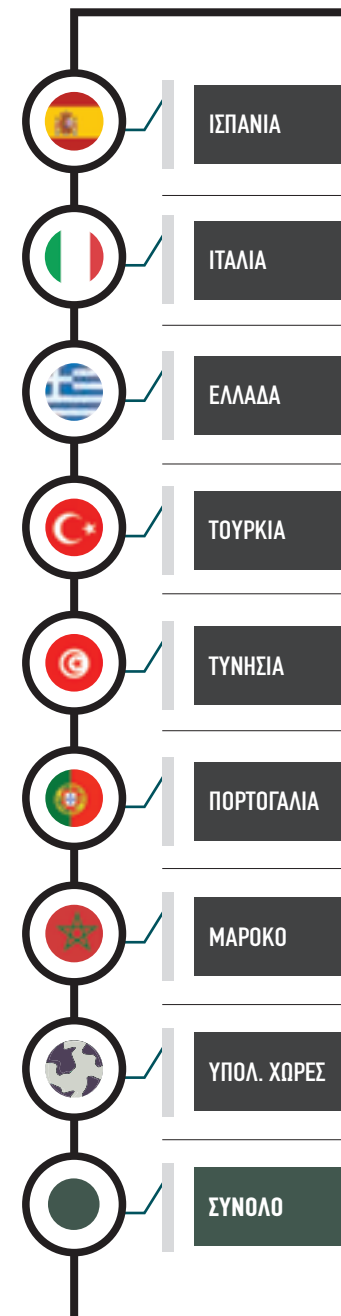 ΙΣΠΑΝΙΑ
ΙΤΑΛΙΑ
ΕΛΛΑΔΑ
ΤΟΥΡΚΙΑ
ΤΥΝΗΣΙΑ
ΠΟΡΤΟΓΑΛΙΑ
ΜΑΡΟΚΟ
ΥΠΟΛ. ΧΩΡΕΣ
ΣΥΝΟΛΟ